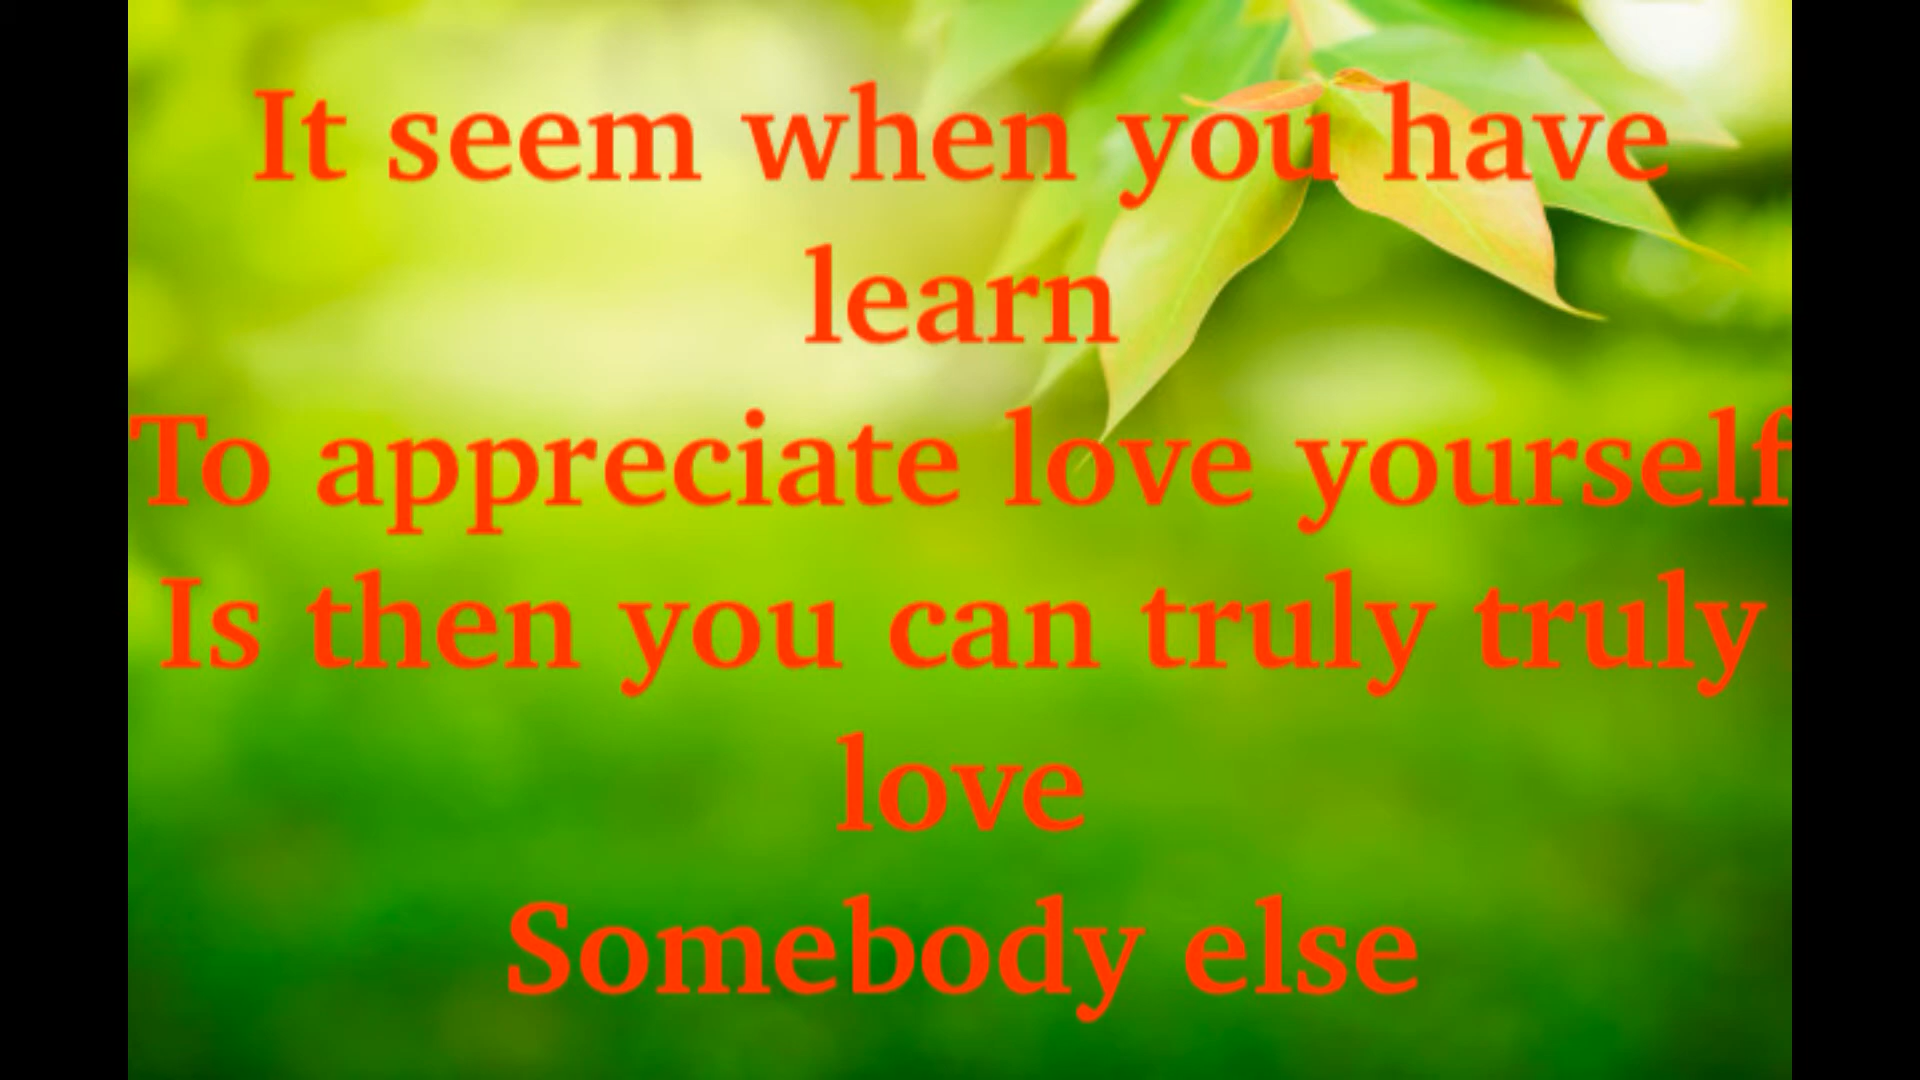 It seem when you have
learn
To appreciate love yourself
Is then you can truly truly
love
Somebody else